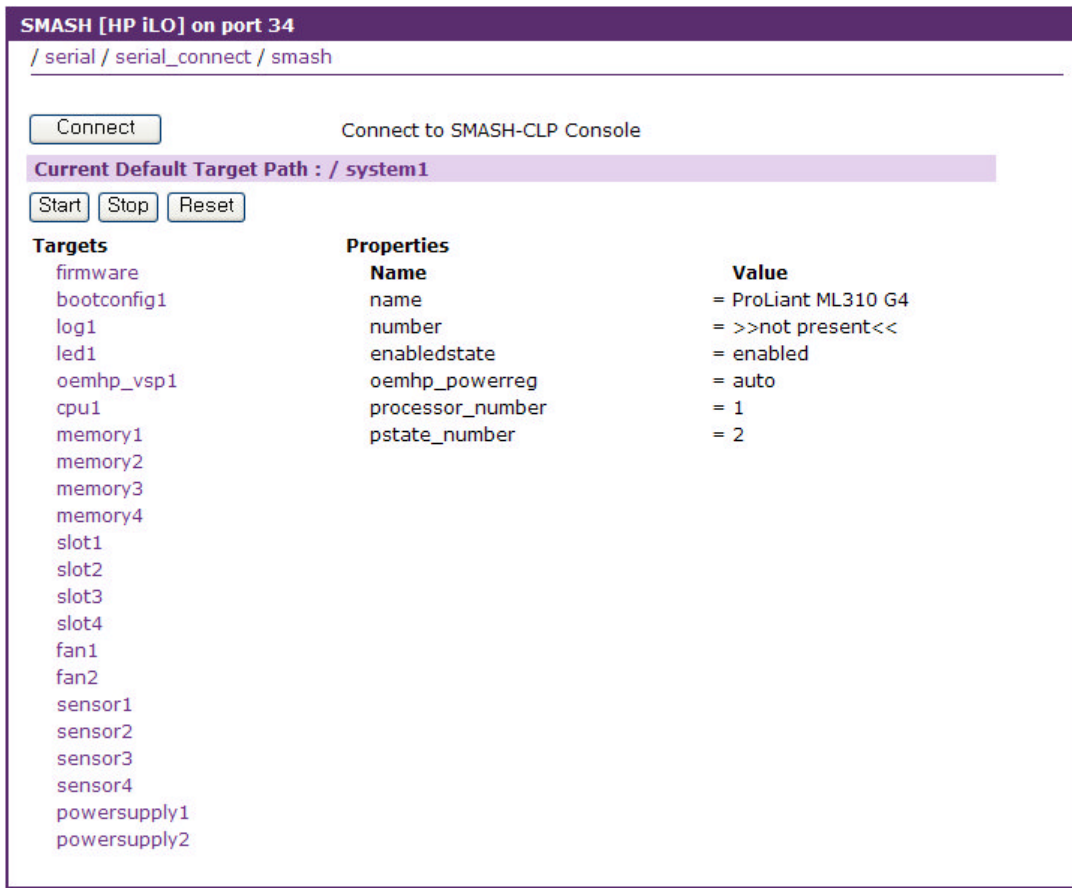 SMASH [HP iLO] on port 34
/ serial / serial_connect / smash
Connect Connect to SMASH-CLP Console
Current Default Target Path : / system1
Start Stop Reset
Targets Properties
firmware Name Value
bootconfig1 name = ProLiant ML310 G4
log1 number = >>not present<<
led1 enabledstate = enabled
oemhp_vsp1 oemhp_powerreg = auto
cpu1 processor_number = 1
memory1 pstate_number = 2
memory2
memory3
memory4
slot1
slot2
slot3
slot4
fan1
fan2
sensor1
sensor2
sensor3
sensor4
powersupply1
powersupply2